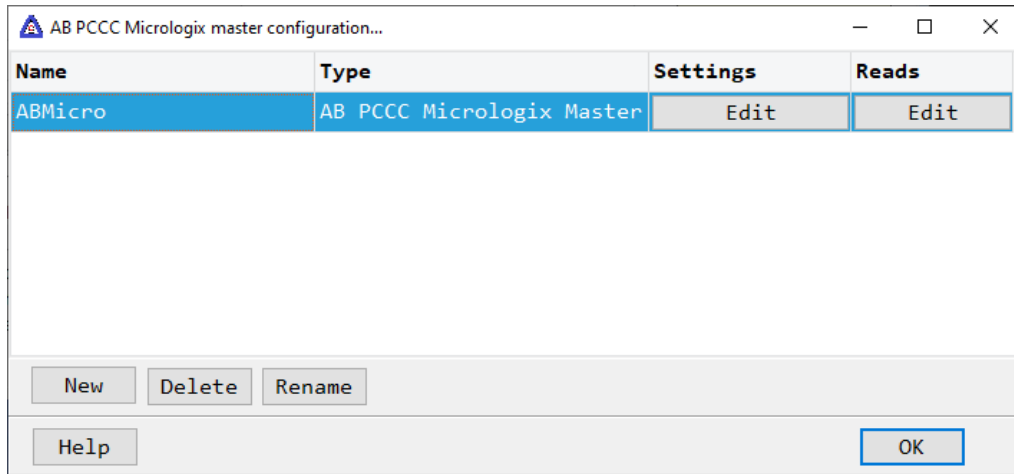 AB PCCC Micrologix master configuration...
Name Type Settings Reads
ABMicro AB PCCC Micrologix Master Edit Edit
New Delete Rename
Help OK